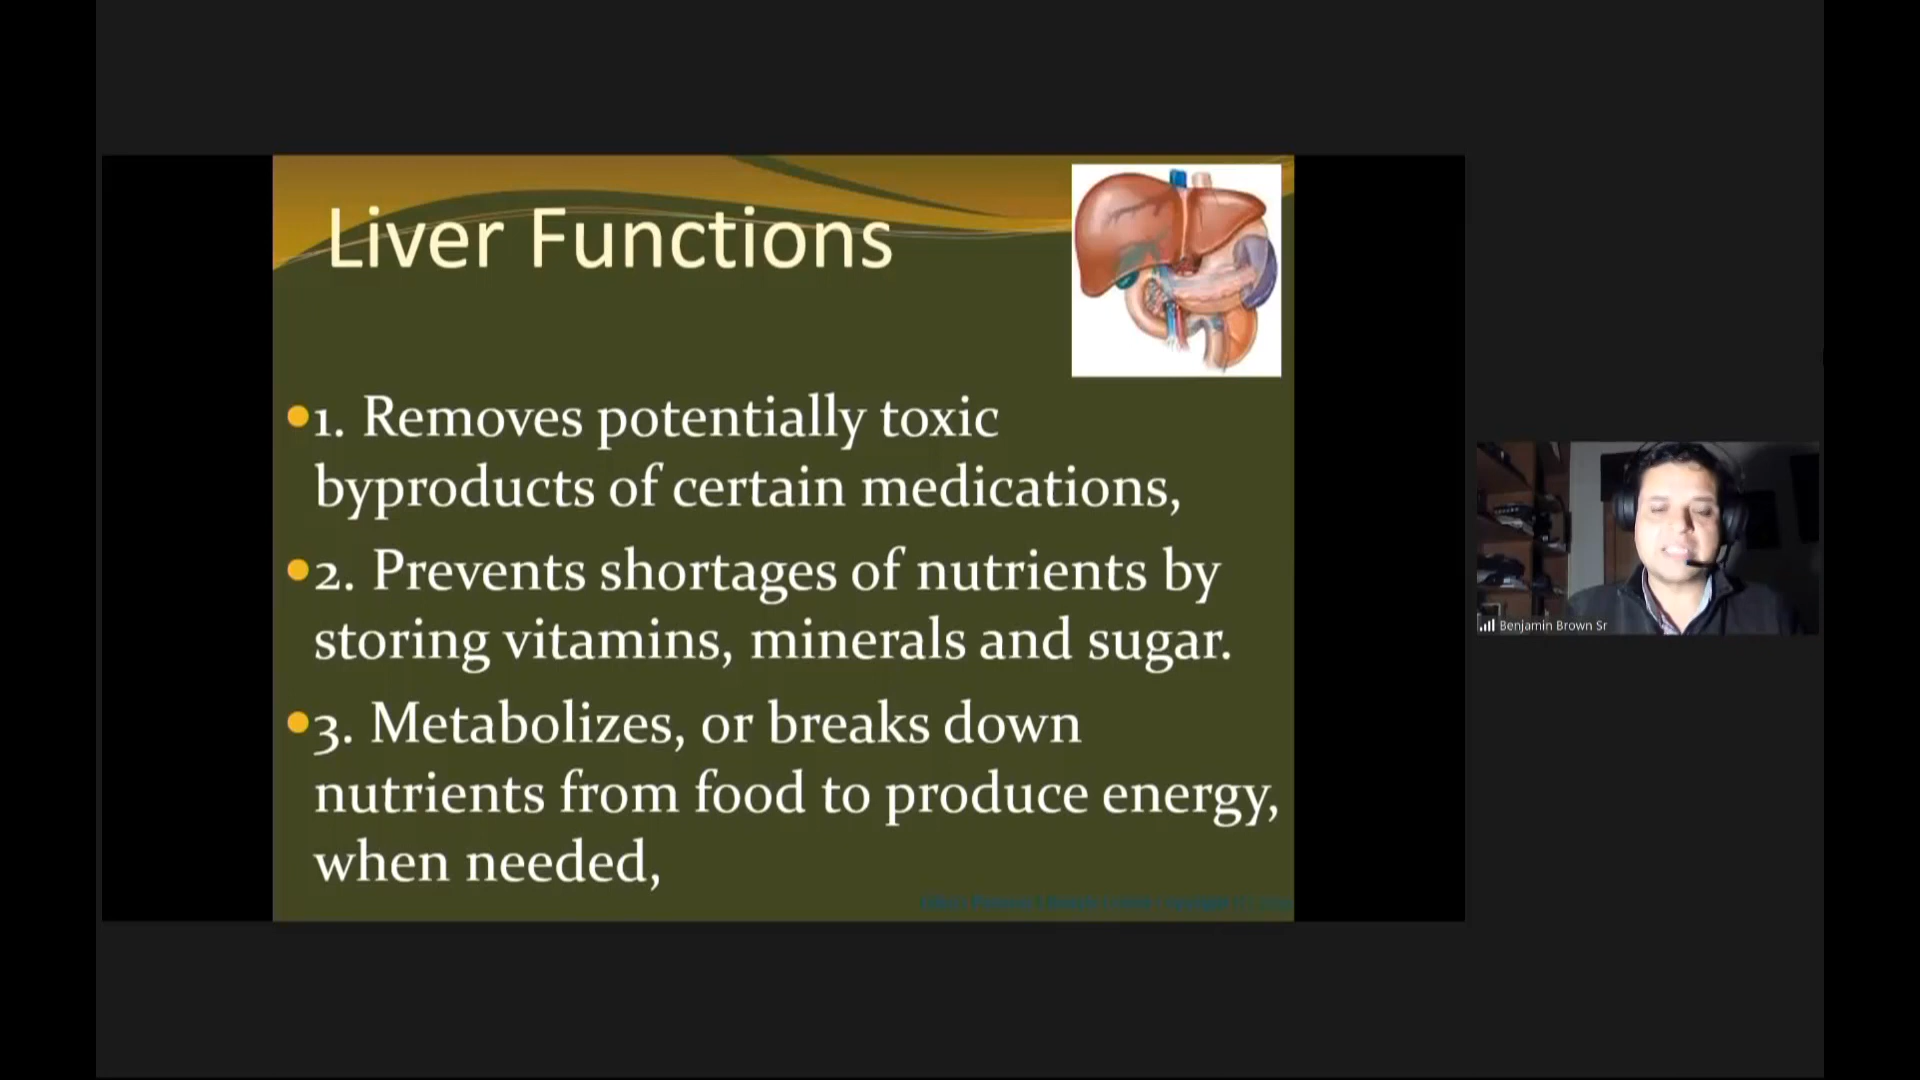 Liver Functions
1. Removes potentially toxic
byproducts of certain medications,
2. Prevents shortages of nutrients by
storing vitamins, minerals and sugar.
3. Metabolizes, or breaks down
nutrients from food to produce energy,
when needed,
Benjamin Brown Sr